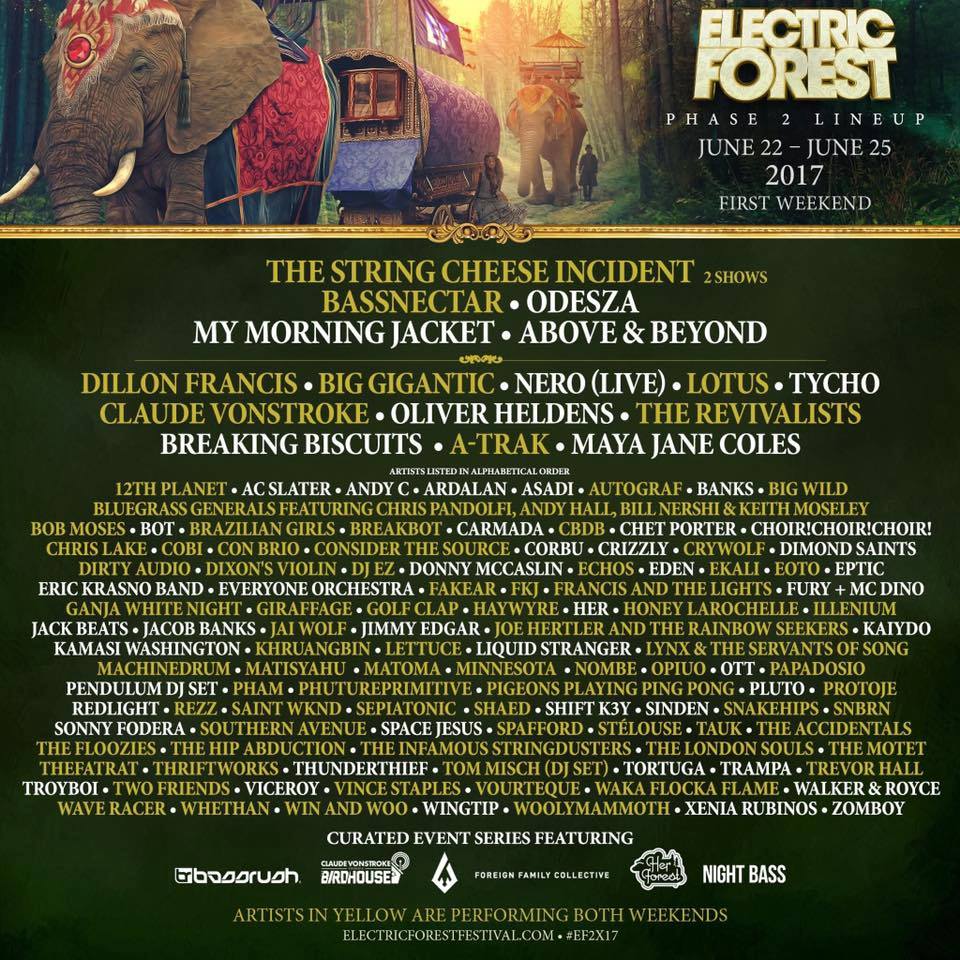 ELECTRIC
FOREST
PHASE 2 LINEUP
JUNE 22 – JUNE 25
2017
FIRST WEEKEND
THE STRING CHEESE INCIDENT 2 SHOWS
BASSNECTAR • ODESZA
MY MORNING JACKET • ABOVE & BEYOND
DILLON FRANCIS • BIG GIGANTIC • NERO (LIVE) • LOTUS • TYCHO
CLAUDE VONSTROKE • OLIVER HELDENS • THE REVIVALISTS
BREAKING BISCUITS • A-TRAK • MAYA JANE COLES
ARTISTS LISTED IN ALPHABETICAL ORDER
12TH PLANET • AC SLATER • ANDY C • ARDALAN • ASADI • AUTOGRAF • BANKS • BIG WILD
BLUEGRASS GENERALS FEATURING CHRIS PANDOLFI, ANDY HALL, BILL NERSHI & KEITH MOSELEY
BOB MOSES • BOT • BRAZILIAN GIRLS • BREAKBOT • CARMADA • CBDB • CHET PORTER • CHOIR!CHOIR!CHOIR!
CHRIS LAKE • COBI • CON BRIO • CONSIDER THE SOURCE • CORBU • CRIZZLY • CRYWOLF • DIMOND SAINTS
DIRTY AUDIO • DIXON'S VIOLIN • DJ EZ • DONNY MCCASLIN • ECHOS • EDEN • EKALI • EOTO • EPTIC
ERIC KRASNO BAND • EVERYONE ORCHESTRA • FAKEAR • FKJ • FRANCIS AND THE LIGHTS • FURY + MC DINO
GANJA WHITE NIGHT • GIRAFFAGE • GOLF CLAP • HAYWYRE • HER • HONEY LAROCHELLE • ILLENIUM
JACK BEATS • JACOB BANKS • JAI WOLF • JIMMY EDGAR • JOE HERTLER AND THE RAINBOW SEEKERS • KAIYDO
KAMASI WASHINGTON • KHRUANGBIN • LETTUCE • LIQUID STRANGER • LYNX & THE SERVANTS OF SONG
MACHINEDRUM • MATISYAHU • MATOMA • MINNESOTA • NOMBE • OPIUO • OTT • PAPADOSIO
PENDULUM DJ SET • PHAM • PHUTUREPRIMITIVE • PIGEONS PLAYING PING PONG • PLUTO • PROTOJE
REDLIGHT • REZZ • SAINT WKND • SEPIATONIC • SHAED • SHIFT K3Y • SINDEN • SNAKEHIPS • SNBRN
SONNY FODERA • SOUTHERN AVENUE • SPACE JESUS • SPAFFORD • STÉLOUSE • TAUK • THE ACCIDENTALS
THE FLOOZIES • THE HIP ABDUCTION • THE INFAMOUS STRINGDUSTERS • THE LONDON SOULS • THE MOTET
THEFATRAT • THRIFTWORKS • THUNDERTHIEF • TOM MISCH (DJ SET) • TORTUGA • TRAMPA • TREVOR HALL
TROYBOI • TWO FRIENDS • VICEROY • VINCE STAPLES • VOURTEQUE • WAKA FLOCKA FLAME • WALKER & ROYCE
WAVE RACER • WHETHAN • WIN AND WOO • WINGTIP • WOOLYMAMMOTH • XENIA RUBINOS • ZOMBOY
CURATED EVENT SERIES FEATURING
bassrush
CLAUDE VONSTROKE
BIRDHOUSE
FOREIGN FAMILY COLLECTIVE
Her Forest
NIGHT BASS
ARTISTS IN YELLOW ARE PERFORMING BOTH WEEKENDS
ELECTRICFORESTFESTIVAL.COM • #EF2X17